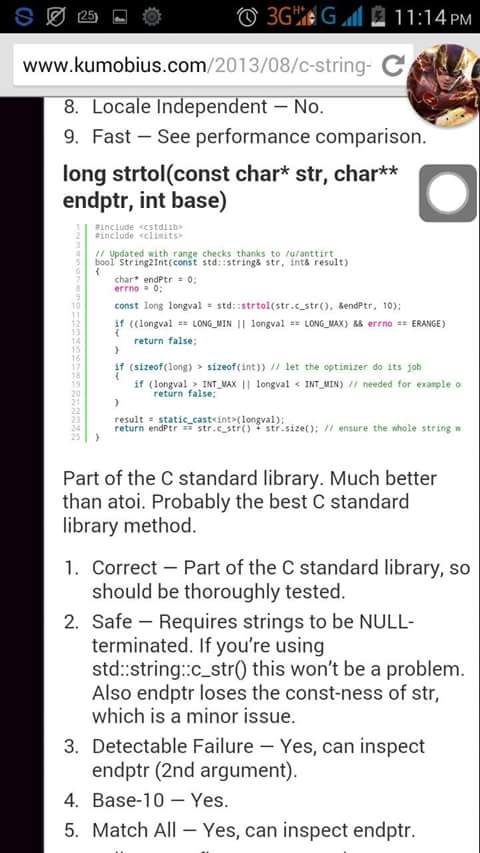 25
3G H+ G 11:14 PM
www.kumobius.com/2013/08/c-string-
8. Locale Independent — No.
9. Fast — See performance comparison.
long strtol(const char* str, char**
endptr, int base)
1 #include <cstdlib>
2 #include <climits>
3
4 // Updated with range checks thanks to /u/anttirt
5 bool String2Int(const std::string& str, int& result)
6 {
7 char* endPtr = 0;
8 errno = 0;
9
10 const long longval = std::strtol(str.c_str(), &endPtr, 10);
11
12 if ((longval == LONG_MIN || longval == LONG_MAX) && errno == ERANGE)
13 {
14 return false;
15 }
16
17 if (sizeof(long) > sizeof(int)) // let the optimizer do its job
18 {
19 if (longval > INT_MAX || longval < INT_MIN) // needed for example o
20 return false;
21 }
22
23 result = static_cast<int>(longval);
24 return endPtr == str.c_str() + str.size(); // ensure the whole string w
25 }
Part of the C standard library. Much better
than atoi. Probably the best C standard
library method.
1. Correct — Part of the C standard library, so
should be thoroughly tested.
2. Safe — Requires strings to be NULL-
terminated. If you're using
std::string::c_str() this won't be a problem.
Also endptr loses the const-ness of str,
which is a minor issue.
3. Detectable Failure — Yes, can inspect
endptr (2nd argument).
4. Base-10 — Yes.
5. Match All — Yes, can inspect endptr.